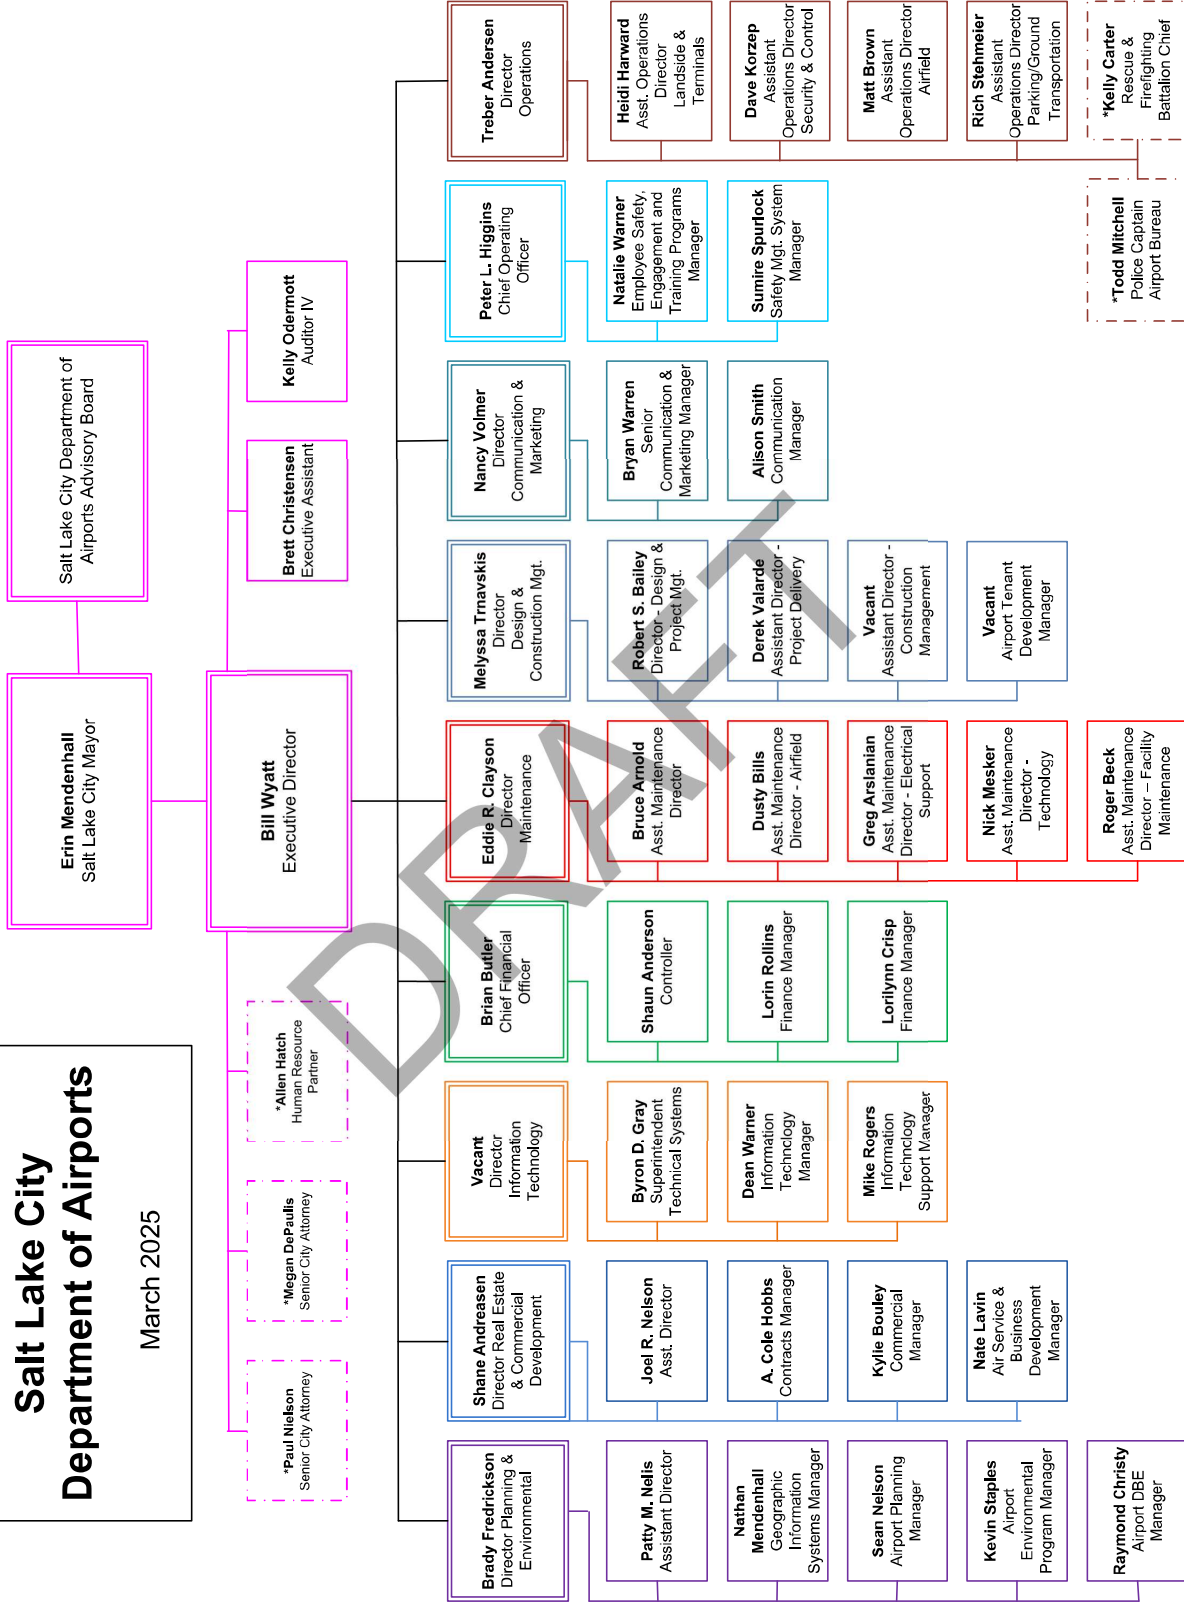 Salt Lake City
Department of Airports
March 2025
Erin Mendenhall
Salt Lake City Mayor
Salt Lake City Department of
Airports Advisory Board
Bill Wyatt
Executive Director
*Paul Nielson
Senior City Attorney
*Megan DePaulis
Senior City Attorney
*Allen Hatch
Human Resource
Partner
Brett Christensen
Executive Assistant
Kelly Odermott
Auditor IV
Brady Fredrickson
Director Planning &
Environmental
Patty M. Nelis
Assistant Director
Nathan
Mendenhall
Geographic
Information
Systems Manager
Sean Nelson
Airport Planning
Manager
Kevin Staples
Airport
Environmental
Program Manager
Raymond Christy
Airport DBE
Manager
Shane Andreasen
Director Real Estate
& Commercial
Development
Joel R. Nelson
Asst. Director
A. Cole Hobbs
Contracts Manager
Kylie Bouley
Commercial
Manager
Nate Lavin
Air Service &
Business
Development
Manager
Vacant
Director
Information
Technology
Byron D. Gray
Superintendent
Technical Systems
Dean Warner
Information
Technology
Manager
Mike Rogers
Information
Technology
Support Manager
Brian Butler
Chief Financial
Officer
Shaun Anderson
Controller
Lorin Rollins
Finance Manager
Lorilynn Crisp
Finance Manager
Eddie R. Clayson
Director
Maintenance
Bruce Arnold
Asst. Maintenance
Director
Dusty Bills
Asst. Maintenance
Director - Airfield
Greg Arslanian
Asst. Maintenance
Director - Electrical
Support
Nick Mesker
Asst. Maintenance
Director -
Technology
Roger Beck
Asst. Maintenance
Director – Facility
Maintenance
Melyssa Trnavskis
Director
Design &
Construction Mgt.
Robert S. Bailey
Director - Design &
Project Mgt.
Derek Valarde
Assistant Director -
Project Delivery
Vacant
Assistant Director -
Construction
Management
Vacant
Airport Tenant
Development
Manager
Nancy Volmer
Director
Communication &
Marketing
Bryan Warren
Senior
Communication &
Marketing Manager
Alison Smith
Communication
Manager
Peter L. Higgins
Chief Operating
Officer
Natalie Warner
Employee Safety,
Engagement and
Training Programs
Manager
Sumire Spurlock
Safety Mgt. System
Manager
Treber Andersen
Director
Operations
Heidi Harward
Asst. Operations
Director
Landside &
Terminals
Dave Korzep
Assistant
Operations Director
Security & Control
Matt Brown
Assistant
Operations Director
Airfield
Rich Stehmeier
Assistant
Operations Director
Parking/Ground
Transportation
*Todd Mitchell
Police Captain
Airport Bureau
*Kelly Carter
Rescue &
Firefighting
Battalion Chief
DRAFT